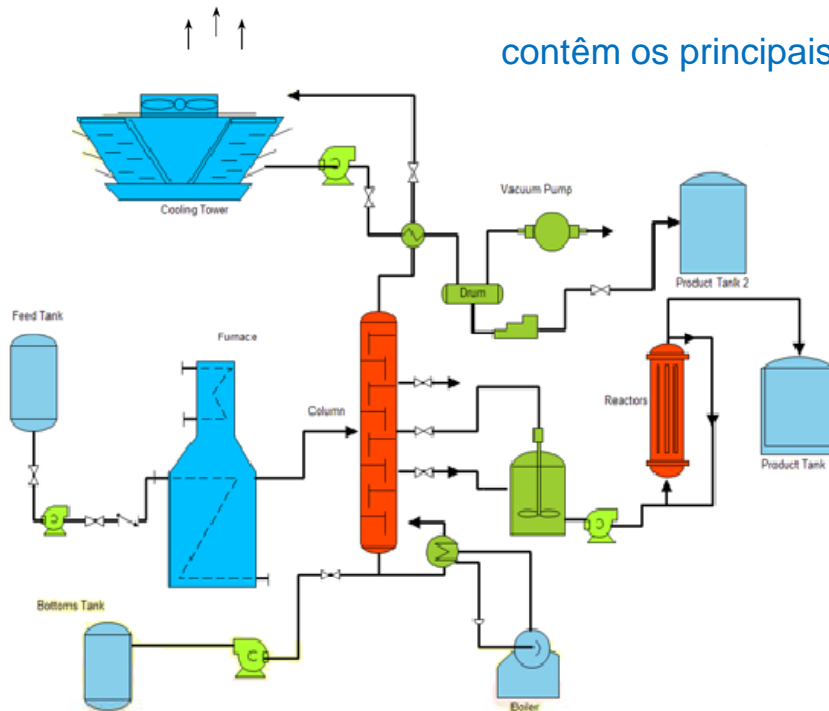 contêm os principais
Cooling Tower
Vacuum Pump
Product Tank 2
Drum
Feed Tank
Furnace
Column
Reactors
Product Tank
Bottoms Tank
Boiler